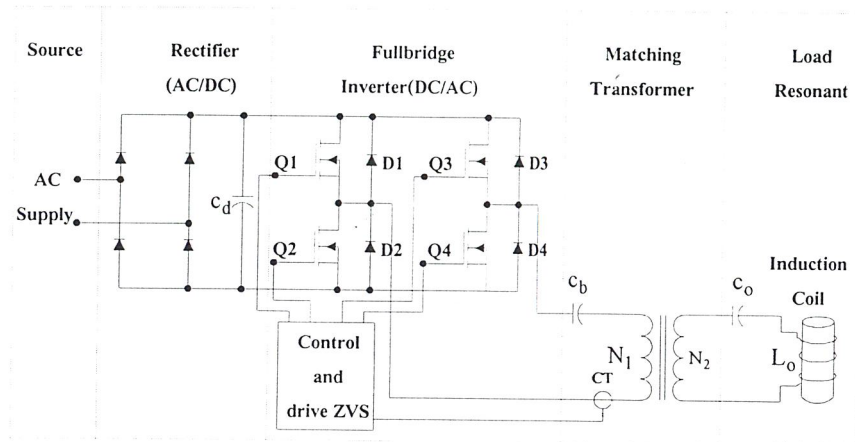 Source
Rectifier
(AC/DC)
Fullbridge
Inverter(DC/AC)
Matching
Transformer
Load
Resonant
AC
Supply
Cd
Q1
D1
Q3
D3
Q2
D2
Q4
D4
Cb
Co
Induction
Coil
N1
N2
Lo
CT
Control
and
drive ZVS